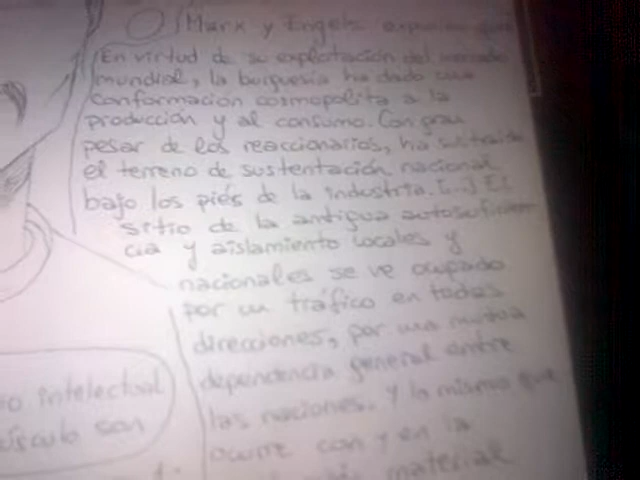 Marx y Engels exponen que
En virtud de su explotación del mercado
mundial, la burguesía ha dado una
conformación cosmopolita a la
producción y al consumo. Con gran
pesar de los reaccionarios, ha sustraído
el terreno de sustentación nacional
bajo los pies de la industria. [...] El
sitio de la antigua autosuficien
cia y aislamiento locales y
nacionales se ve ocupado
por un tráfico en todas
direcciones, por una mutua
dependencia general entre
las naciones. Y lo mismo que
ocurre con y en la
material
o intelectual
ísculo son